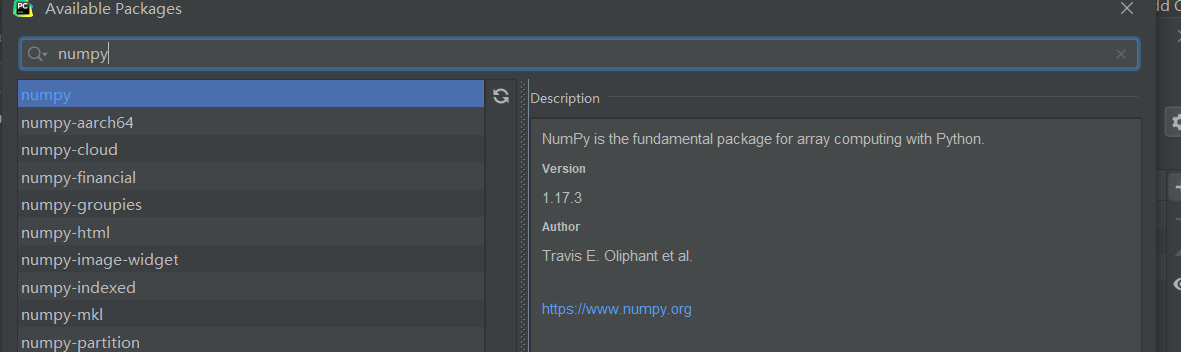 PC
Available Packages
dd C
numpy
numpy
numpy-aarch64
numpy-cloud
numpy-financial
numpy-groupies
numpy-html
numpy-image-widget
numpy-indexed
numpy-mkl
numpy-partition
Description
NumPy is the fundamental package for array computing with Python.
Version
1.17.3
Author
Travis E. Oliphant et al.
https://www.numpy.org